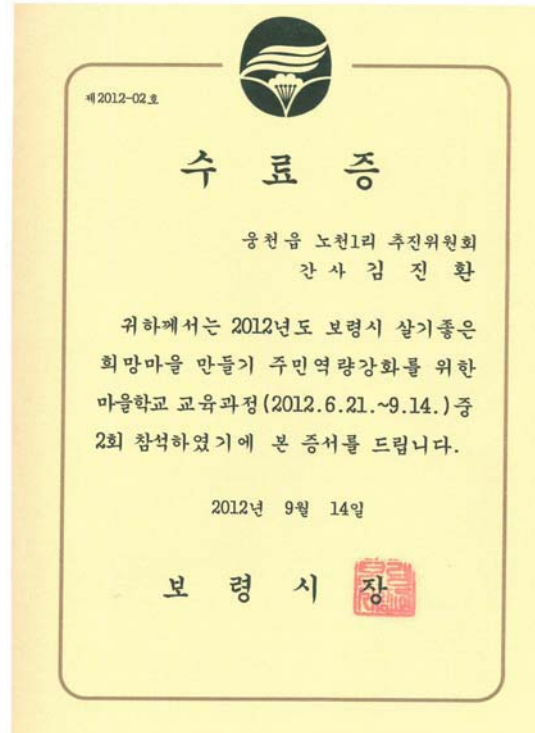 제2012-02호
수료증
웅천읍 노천1리 추진위원회
간사 김진환
귀하께서는 2012년도 보령시 살기좋은
희망마을 만들기 주민역량강화를 위한
마을학교 교육과정(2012.6.21.~9.14.)중
2회 참석하였기에 본 증서를 드립니다.
2012년 9월 14일
보령시장